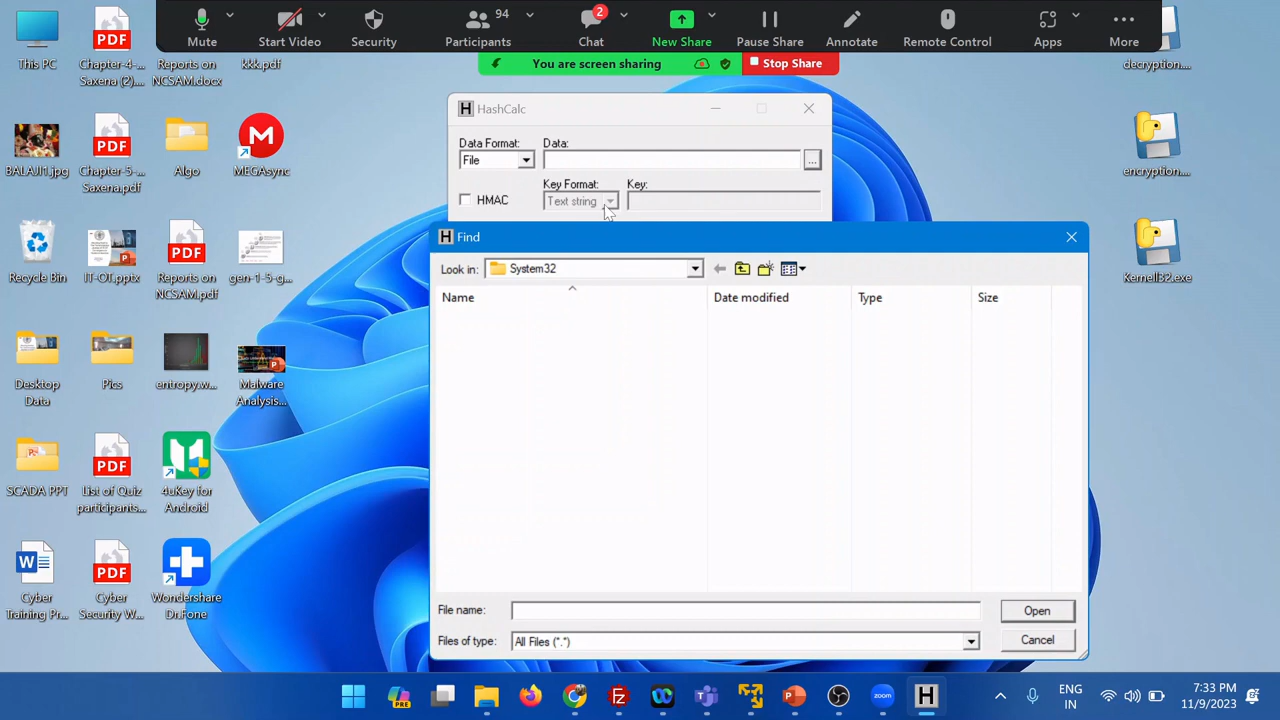 Mute
Start Video
Security
94
Participants
2
Chat
New Share
Pause Share
Annotate
Remote Control
Apps
More
You are screen sharing
Stop Share
This PC
PDF
Chapter-4-...
Saxena (2)....
Reports on
NCSAM.docx
kkk.pdf
decryption....
BALAJI1.jpg
PDF
Chapter-5-...
Saxena.pdf
Algo
MEGAsync
encryption....
Recycle Bin
IT-OT.pptx
PDF
Reports on
NCSAM.pdf
gen-1-5-g...
Kernell32.exe
Desktop
Data
Pics
entropy.w...
Malware
Analysis...
SCADA PPT
PDF
List of Quiz
participants...
4uKey for
Android
Cyber
Training Pr...
PDF
Cyber
Security W...
Wondershare
Dr.Fone
H HashCalc
Data Format:
Data:
File
...
HMAC
Key Format:
Key:
Text string
H Find
Look in:
System32
Name
Date modified
Type
Size
File name:
Open
Files of type:
All Files (*.*)
Cancel
PRE
zoom
H
ENG
IN
7:33 PM
11/9/2023